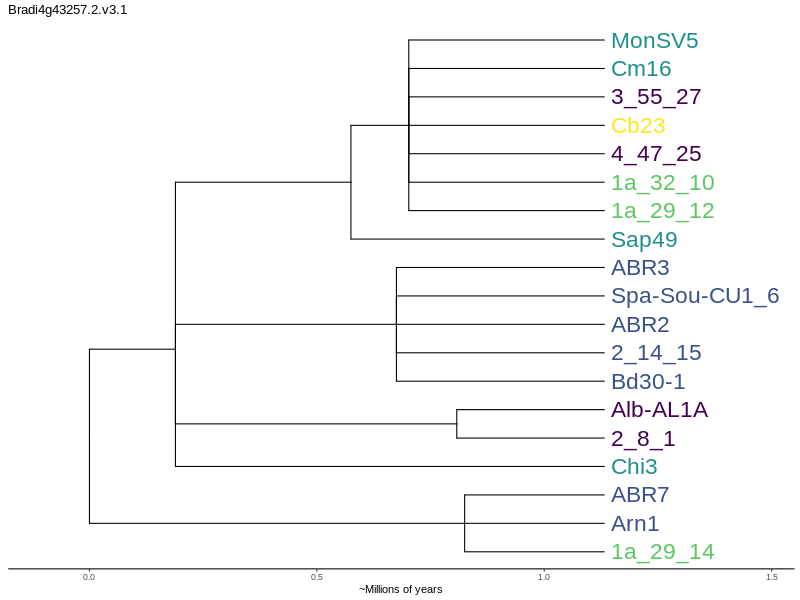 Bradi4g43257.2.v3.1
MonSV5
Cm16
3_55_27
Cb23
4_47_25
1a_32_10
1a_29_12
Sap49
ABR3
Spa-Sou-CU1_6
ABR2
2_14_15
Bd30-1
Alb-AL1A
2_8_1
Chi3
ABR7
Arn1
1a_29_14
0.0 0.5 1.0 1.5
~Millions of years